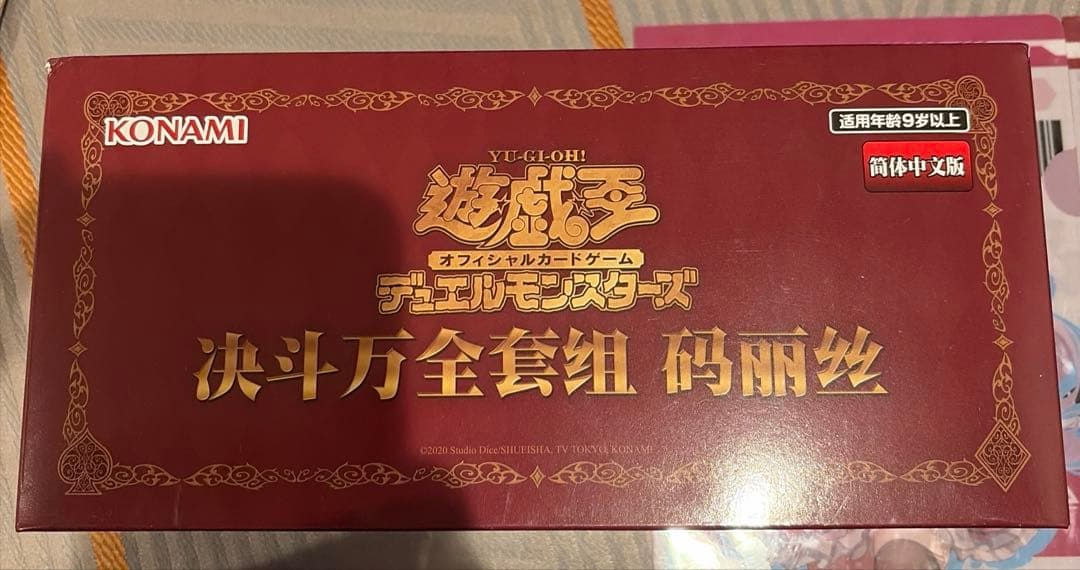 KONAMI
适用年龄9岁以上
简体中文版
YU-GI-OH!
遊戯王
オフィシャルカードゲーム
デュエルモンスターズ
决斗万全套组 码丽丝
©2020 Studio Dice/SHUEISHA, TV TOKYO, KONAMI